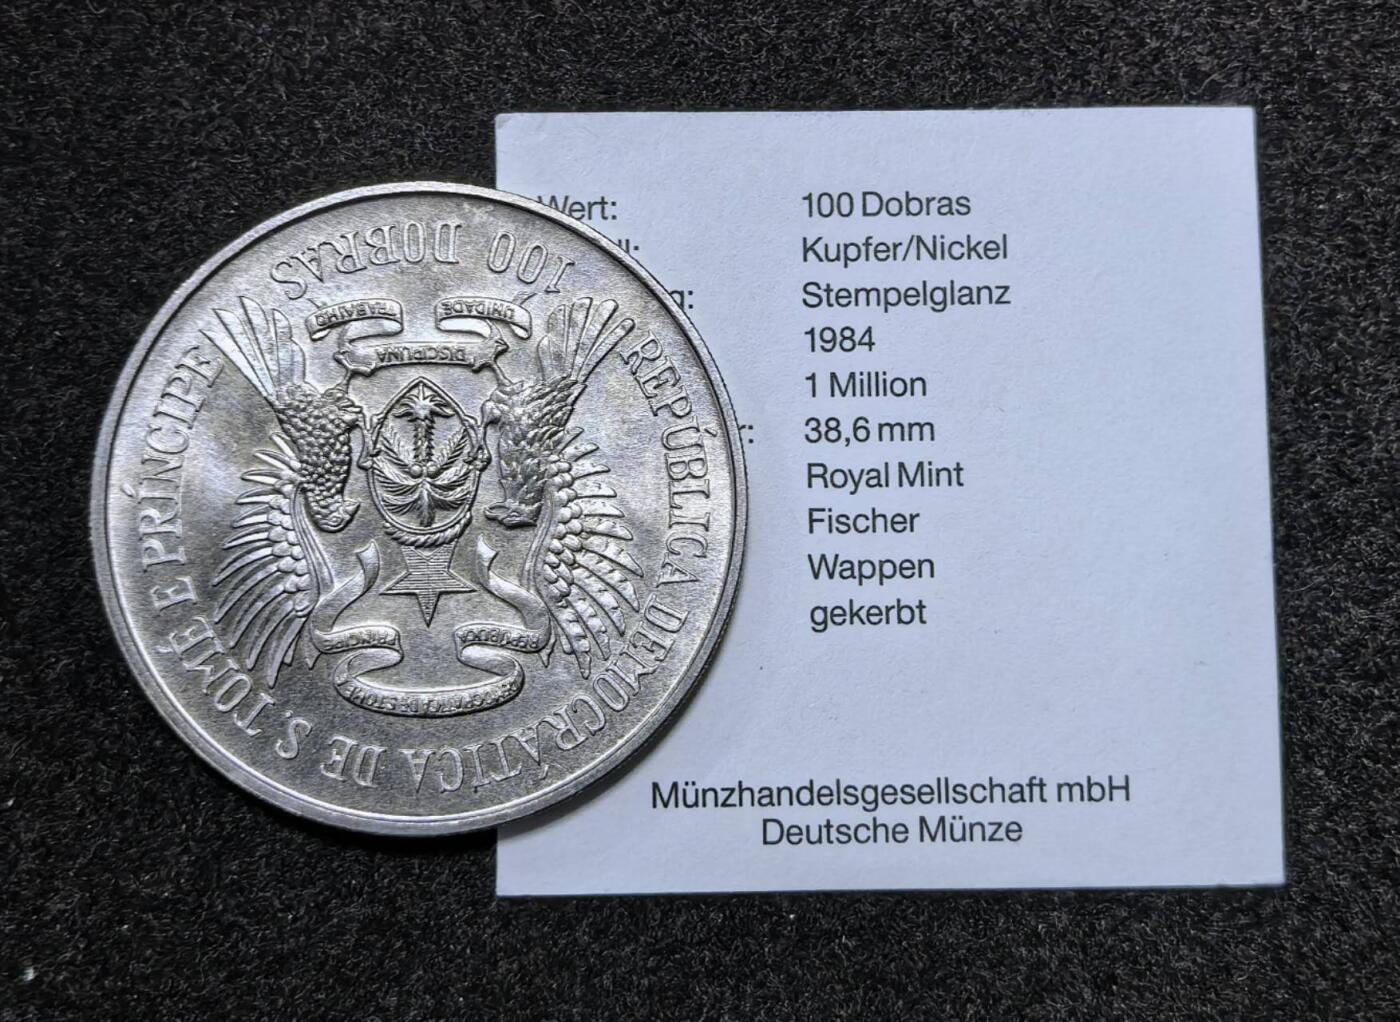 REPÚBLICA DEMOCRÁTICA DE S. TOMÉ E PRÍNCIPE
100 DOBRAS
UNIDADE
DISCIPLINA
TRABALHO
Wert:
100 Dobras
Kupfer/Nickel
Stempelglanz
1984
1 Million
38,6 mm
Royal Mint
Fischer
Wappen
gekerbt
Münzhandelsgesellschaft mbH
Deutsche Münze